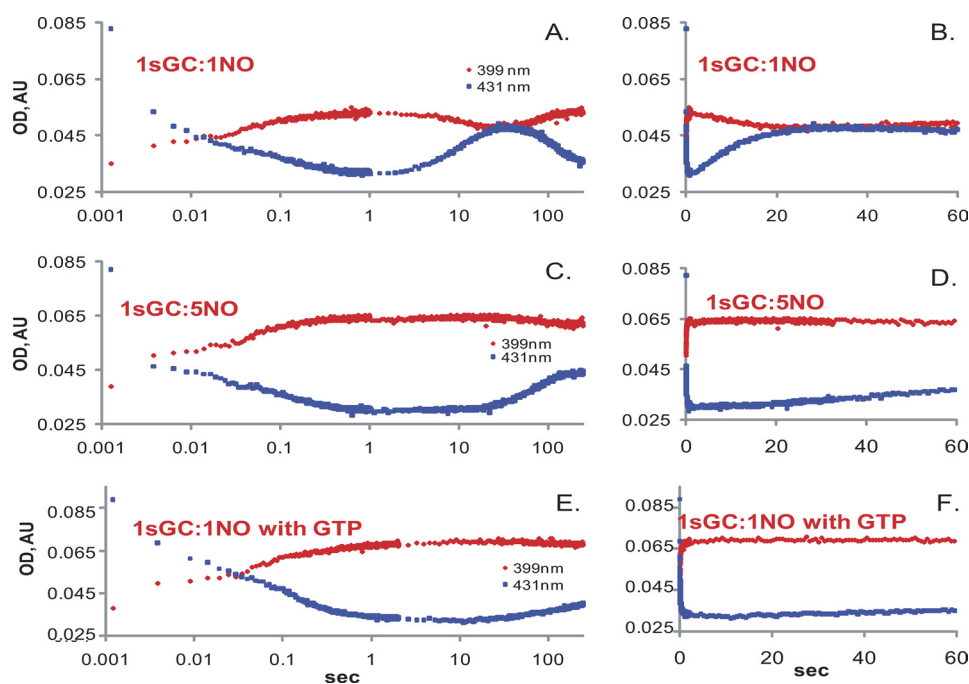 0.085 A. 0.085 B.
1sGC:1NO 1sGC:1NO
OD, AU 0.065 399 nm 0.065
431 nm
0.045 0.045
0.025 0.025
0.001 0.01 0.1 1 10 100 0 20 40 60
0.085 C. 0.085 D.
1sGC:5NO 1sGC:5NO
OD, AU 0.065 0.065
399nm
0.045 431nm 0.045
0.025 0.025
0.001 0.01 0.1 1 10 100 0 20 40 60
E. F.
0.085 1sGC:1NO with GTP 0.085 1sGC:1NO with GTP
OD, AU 0.065 0.065
399nm
0.045 431nm 0.045
0.025 0.025
0.001 0.01 0.1 1 10 100 0 20 40 60
sec sec